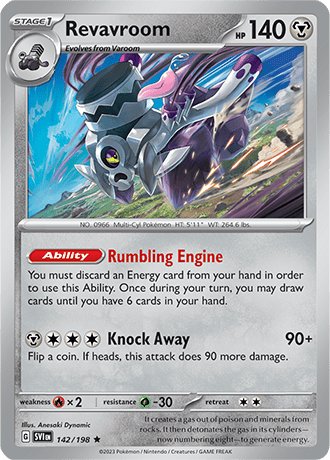 STAGE1 Revavroom HP 140
Evolves from Varoom
NO. 0966 Multi-Cyl Pokémon HT: 5'11" WT: 264.6 lbs.
Ability Rumbling Engine
You must discard an Energy card from your hand in order
to use this Ability. Once during your turn, you may draw
cards until you have 6 cards in your hand.
Knock Away 90+
Flip a coin. If heads, this attack does 90 more damage.
weakness ×2 resistance -30 retreat
Illus. Anesaki Dynamic
G SVI EN 142/198
It creates a gas out of poison and minerals from
rocks. It then detonates the gas in its cylinders—
now numbering eight—to generate energy.
©2023 Pokémon / Nintendo / Creatures / GAME FREAK